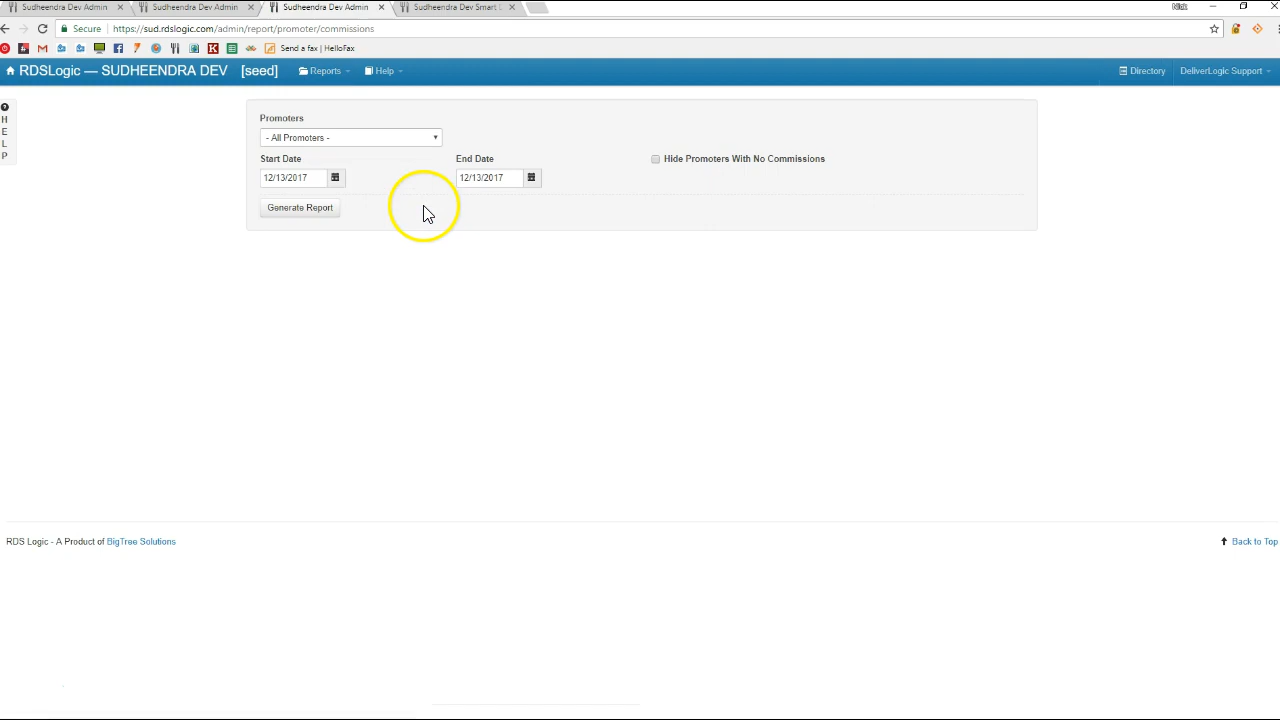 Sudheendra Dev Admin
Sudheendra Dev Admin
Sudheendra Dev Admin
Sudheendra Dev Smart L
Nick
Secure
https://sud.rdslogic.com/admin/report/promoter/commissions
Send a fax | HelloFax
RDSLogic — SUDHEENDRA DEV [seed]
Reports
Help
Directory
DeliverLogic Support
H
E
L
P
Promoters
- All Promoters -
Start Date
End Date
Hide Promoters With No Commissions
12/13/2017
12/13/2017
Generate Report
RDS Logic - A Product of BigTree Solutions
Back to Top